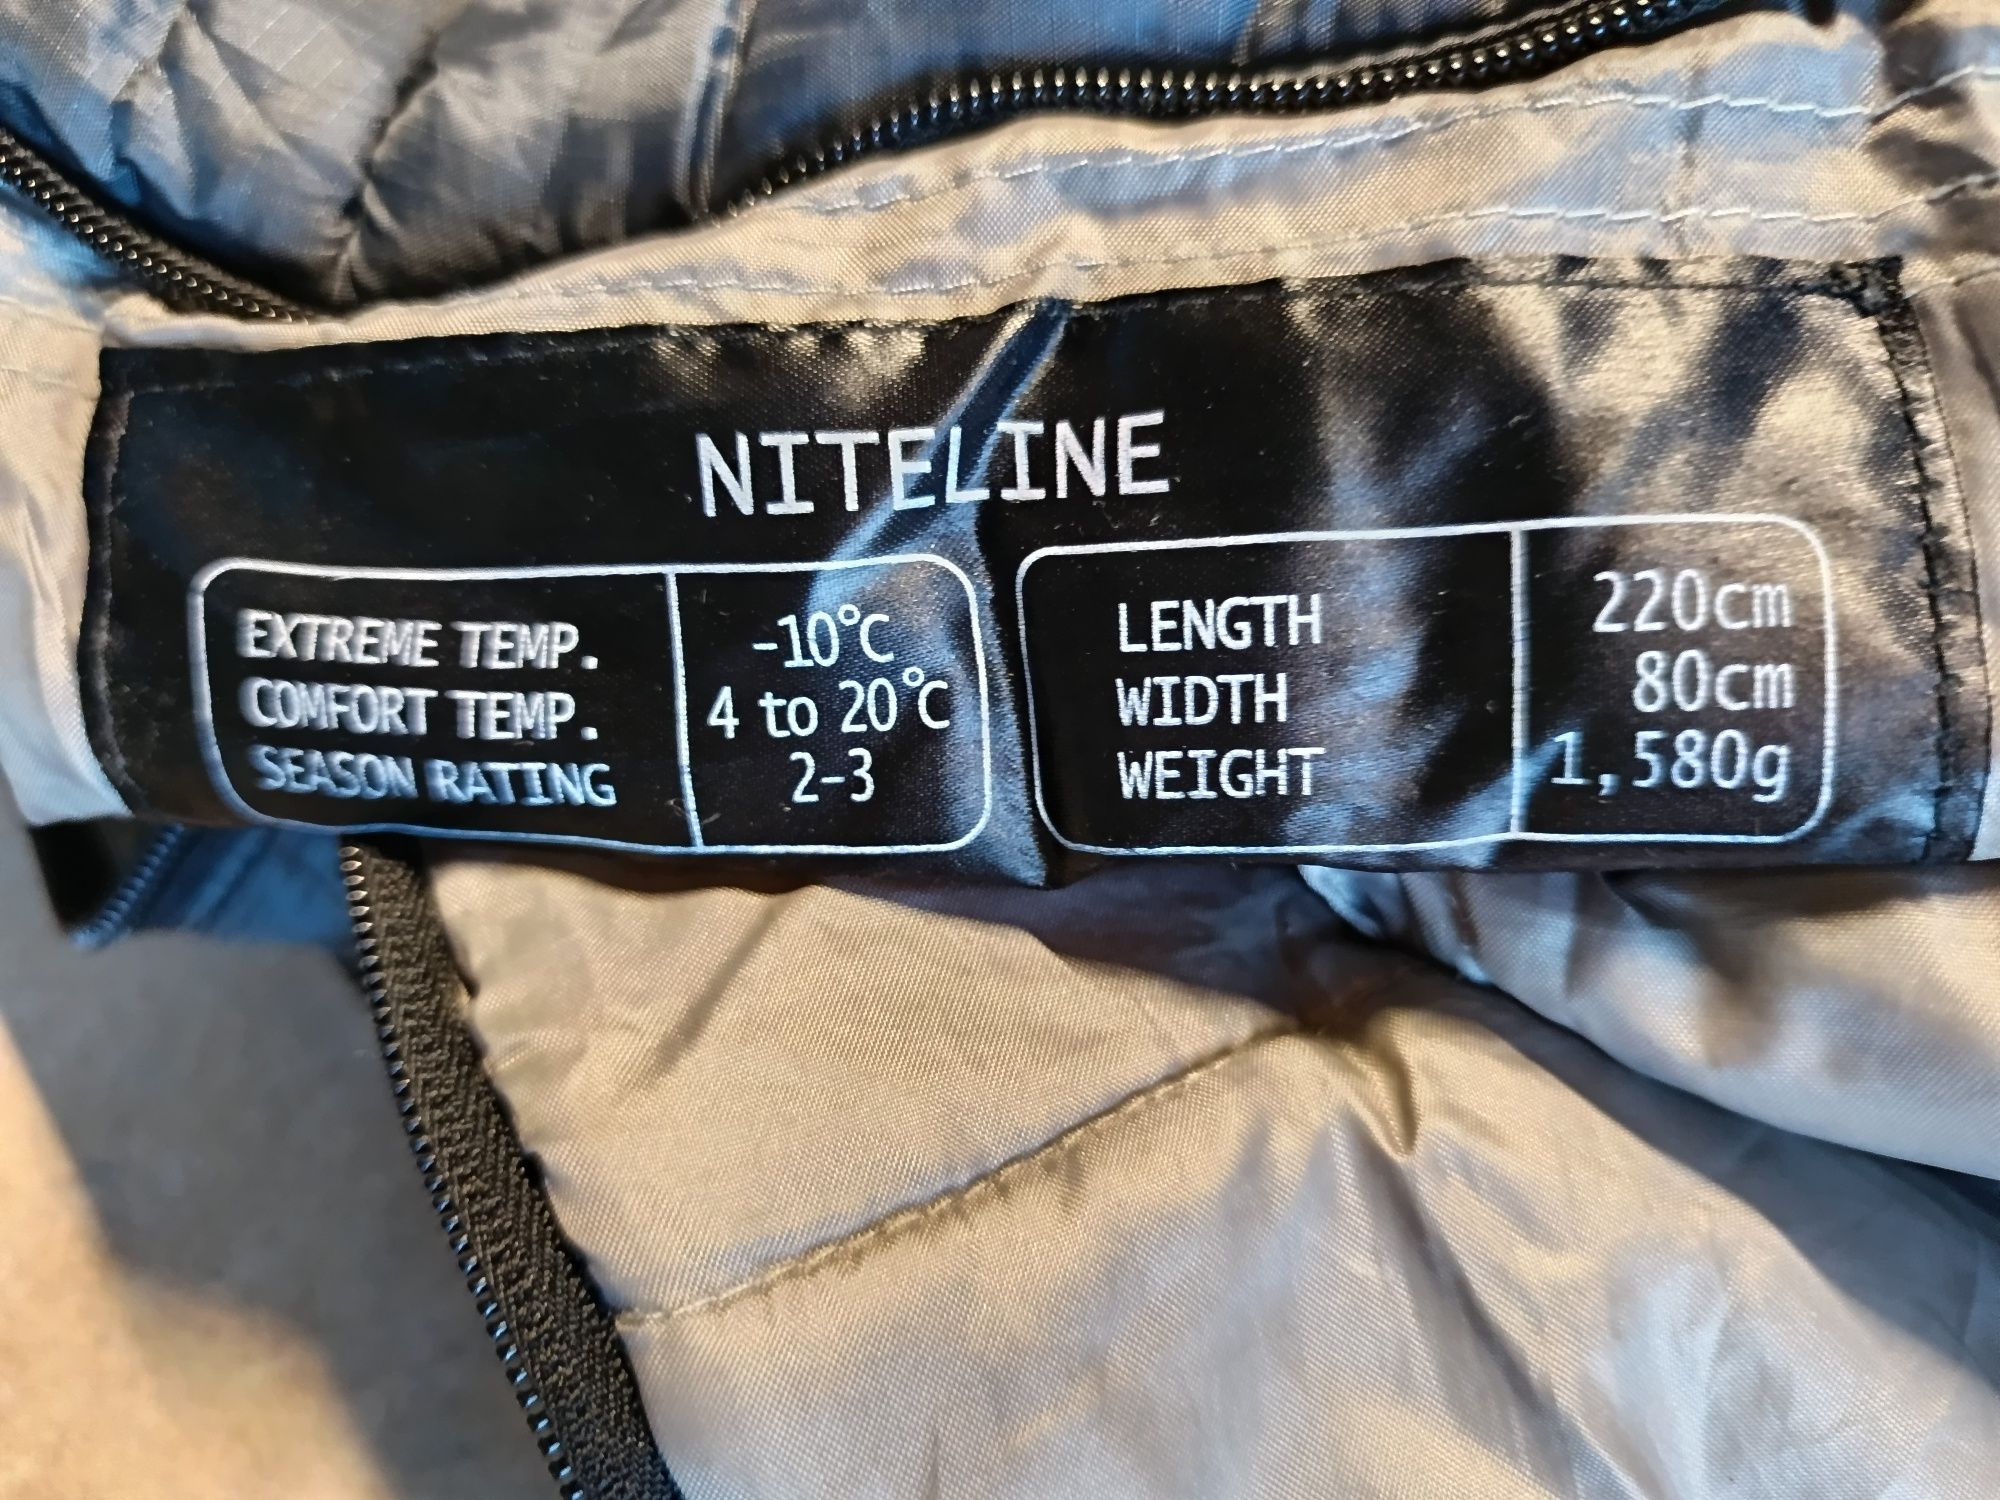 NITELINE
EXTREME TEMP. -10°C
COMFORT TEMP. 4 to 20°C
SEASON RATING 2-3
LENGTH 220cm
WIDTH 80cm
WEIGHT 1,580g